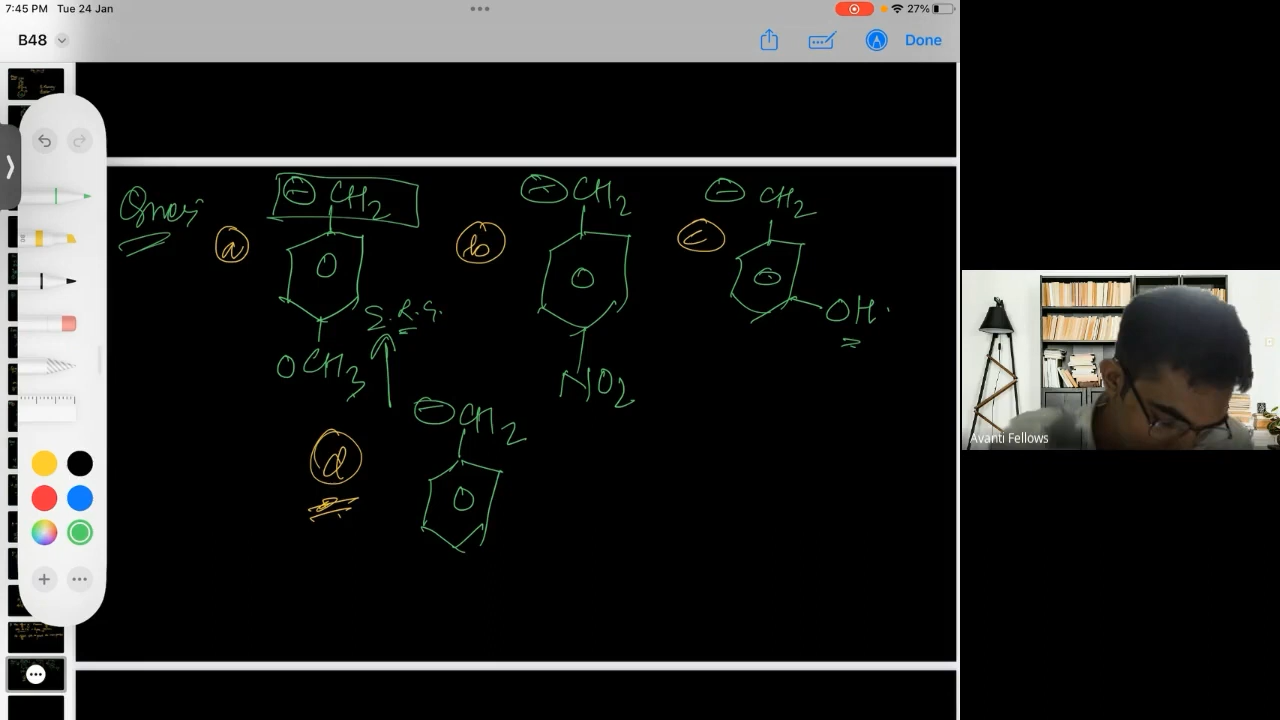 7:45 PM Tue 24 Jan
27%
B48
Done
Ques
a
⊖ CH2
OCH3
E.R.G.
b
⊖ CH2
NO2
c
⊖ CH2
OH
d
⊖ CH2
Avanti Fellows